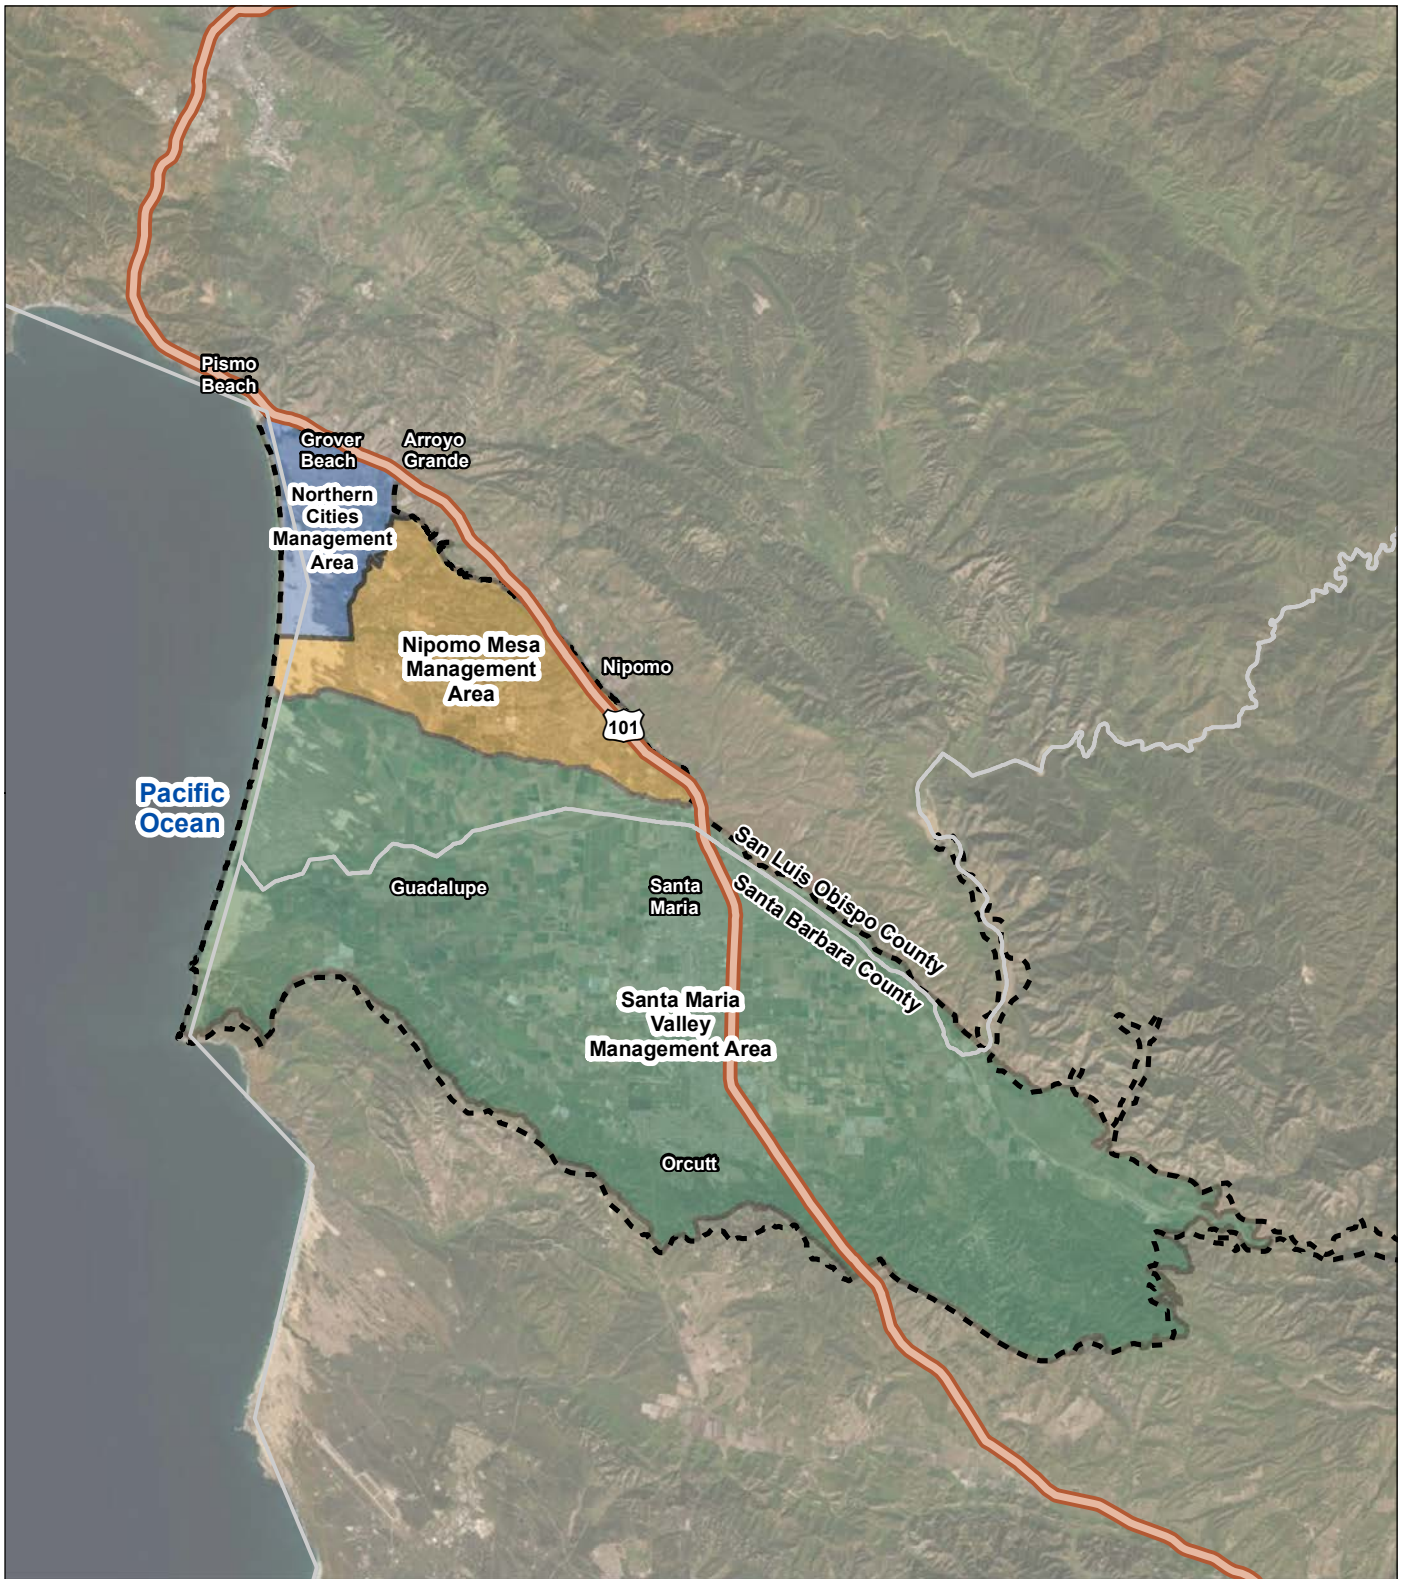 Pismo
Beach
Grover
Beach
Arroyo
Grande
Northern
Cities
Management
Area
Nipomo Mesa
Management
Area
Nipomo
101
Pacific
Ocean
San Luis Obispo County
Santa Barbara County
Guadalupe
Santa
Maria
Santa Maria
Valley
Management Area
Orcutt